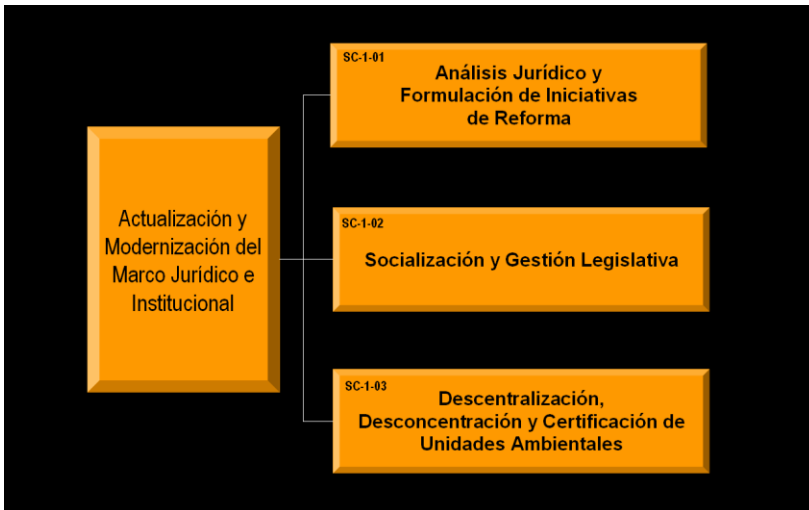 Actualización y
Modernización del
Marco Jurídico e
Institucional
SC-1-01
Análisis Jurídico y
Formulación de Iniciativas
de Reforma
SC-1-02
Socialización y Gestión Legislativa
SC-1-03
Descentralización,
Desconcentración y Certificación de
Unidades Ambientales